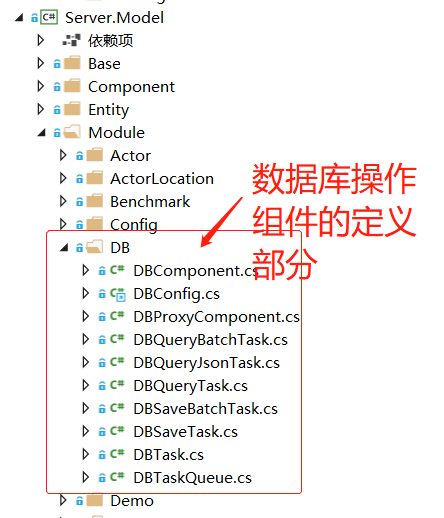 Server.Model
依赖项
Base
Component
Entity
Module
Actor
ActorLocation
Benchmark
Config
DB
DBComponent.cs
DBConfig.cs
DBProxyComponent.cs
DBQueryBatchTask.cs
DBQueryJsonTask.cs
DBQueryTask.cs
DBSaveBatchTask.cs
DBSaveTask.cs
DBTask.cs
DBTaskQueue.cs
Demo
数据库操作
组件的定义
部分